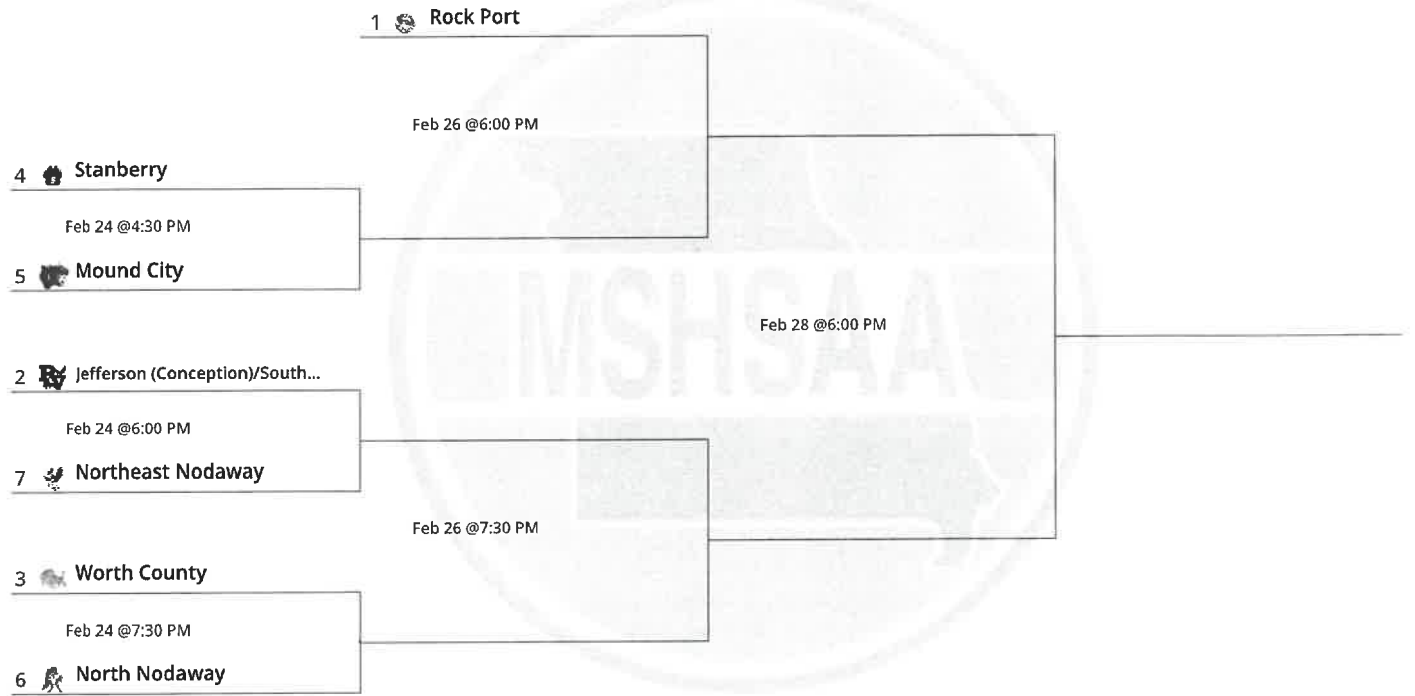 1 Rock Port
Feb 26 @6:00 PM
4 Stanberry
Feb 24 @4:30 PM
5 Mound City
MSHSAA
Feb 28 @6:00 PM
2 Jefferson (Conception)/South...
Feb 24 @6:00 PM
7 Northeast Nodaway
Feb 26 @7:30 PM
3 Worth County
Feb 24 @7:30 PM
6 North Nodaway